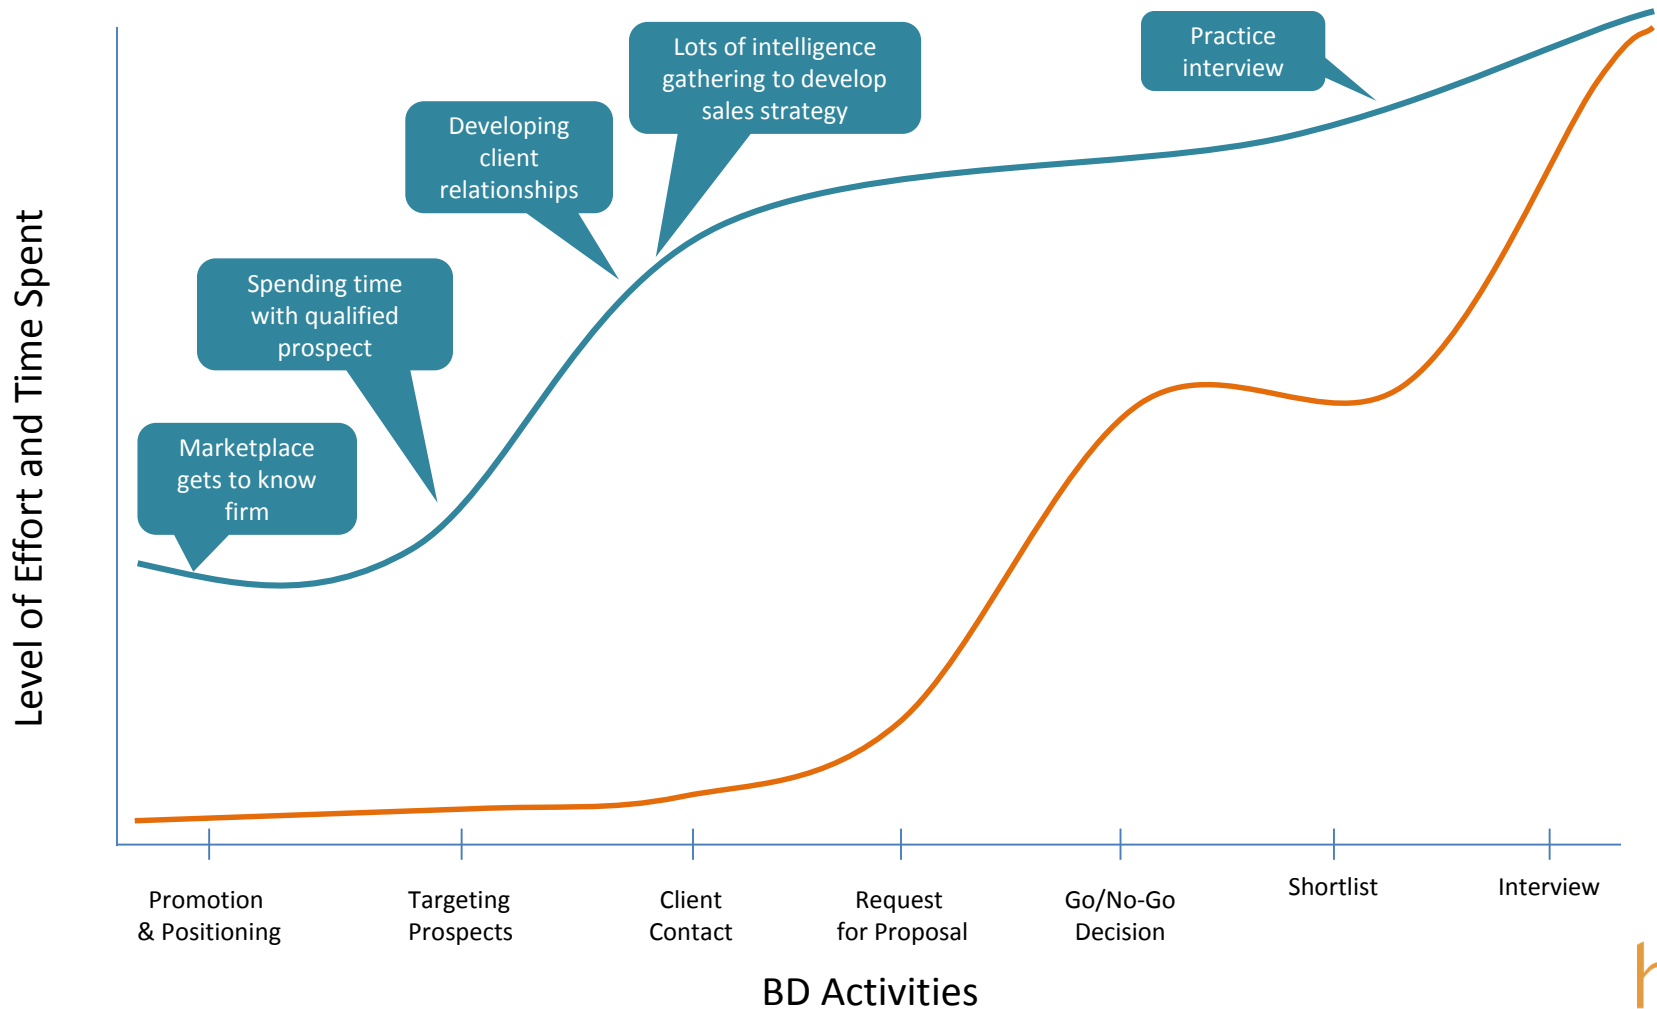 Lots of intelligence
gathering to develop
sales strategy
Practice
interview
Developing
client
relationships
Spending time
with qualified
prospect
Marketplace
gets to know
firm
Level of Effort and Time Spent
Promotion
& Positioning
Targeting
Prospects
Client
Contact
Request
for Proposal
Go/No-Go
Decision
Shortlist
Interview
BD Activities